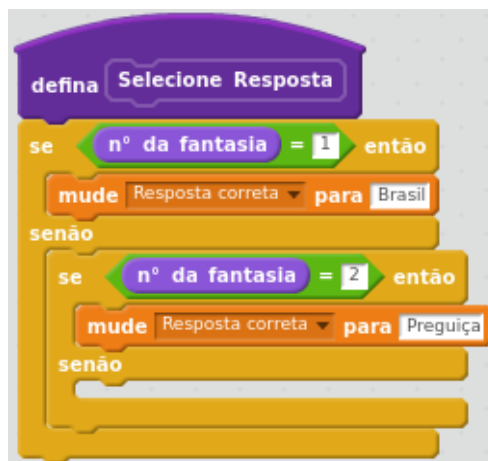 defina Selecione Resposta
se nº da fantasia = 1 então
mude Resposta correta para Brasil
senão
se nº da fantasia = 2 então
mude Resposta correta para Preguiça
senão